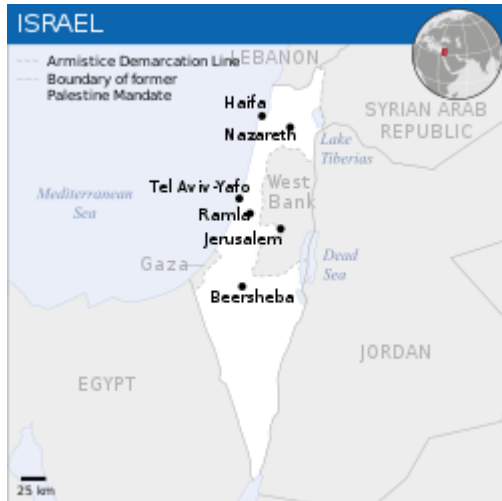 ISRAEL
Armistice Demarcation Line
Boundary of former
Palestine Mandate
LEBANON
Haifa
SYRIAN ARAB
REPUBLIC
Nazareth
Lake
Tiberias
Mediterranean
Sea
Tel Aviv-Yafo
West
Bank
Ramla
Jerusalem
Gaza
Dead
Sea
Beersheba
JORDAN
EGYPT
25 km